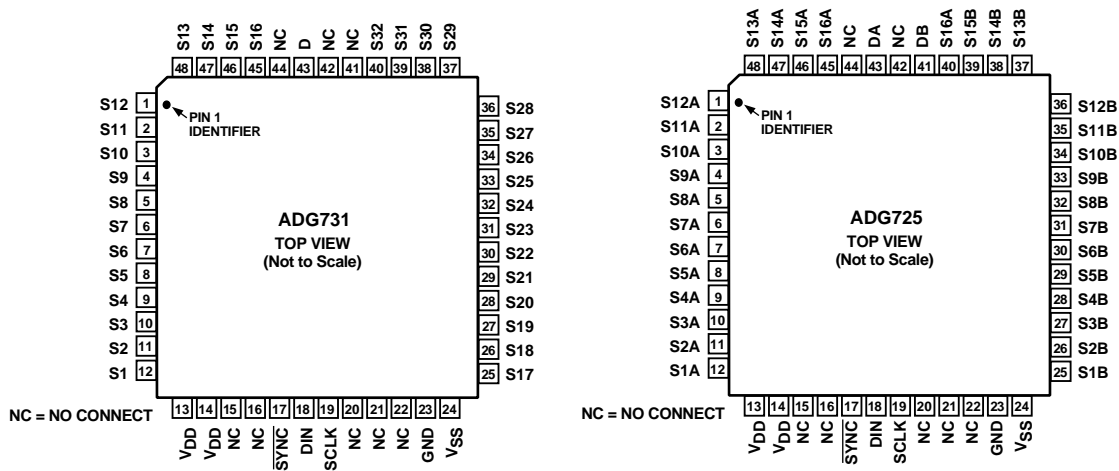 S13 S14 S15 S16 NC D NC NC S32 S31 S30 S29
48 47 46 45 44 43 42 41 40 39 38 37
S12 1
S11 2
S10 3
S9 4
S8 5
S7 6
S6 7
S5 8
S4 9
S3 10
S2 11
S1 12
PIN 1
IDENTIFIER
ADG731
TOP VIEW
(Not to Scale)
36 S28
35 S27
34 S26
33 S25
32 S24
31 S23
30 S22
29 S21
28 S20
27 S19
26 S18
25 S17
NC = NO CONNECT
13 14 15 16 17 18 19 20 21 22 23 24
VDD VDD NC NC SYNC DIN SCLK NC NC NC GND VSS
S13A S14A S15A S16A NC DA NC DB S16A S15B S14B S13B
48 47 46 45 44 43 42 41 40 39 38 37
S12A 1
S11A 2
S10A 3
S9A 4
S8A 5
S7A 6
S6A 7
S5A 8
S4A 9
S3A 10
S2A 11
S1A 12
PIN 1
IDENTIFIER
ADG725
TOP VIEW
(Not to Scale)
36 S12B
35 S11B
34 S10B
33 S9B
32 S8B
31 S7B
30 S6B
29 S5B
28 S4B
27 S3B
26 S2B
25 S1B
NC = NO CONNECT
13 14 15 16 17 18 19 20 21 22 23 24
VDD VDD NC NC SYNC DIN SCLK NC NC NC GND VSS